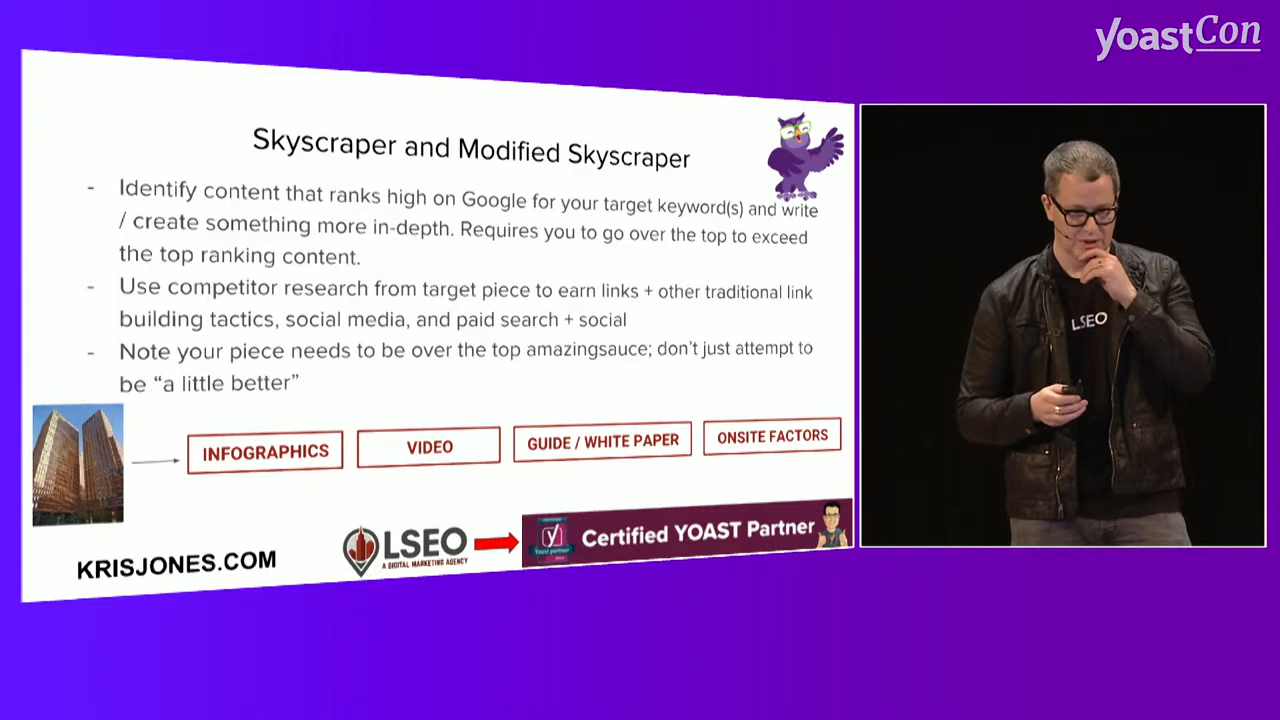 yoastCon
Skyscraper and Modified Skyscraper
- Identify content that ranks high on Google for your target keyword(s) and write
/ create something more in-depth. Requires you to go over the top to exceed
the top ranking content.
- Use competitor research from target piece to earn links + other traditional link
building tactics, social media, and paid search + social
- Note your piece needs to be over the top amazingsauce; don't just attempt to
be “a little better”
INFOGRAPHICS
VIDEO
GUIDE / WHITE PAPER
ONSITE FACTORS
KRISJONES.COM
LSEO
A DIGITAL MARKETING AGENCY
y
Yoast partner
Certified YOAST Partner
LSEO